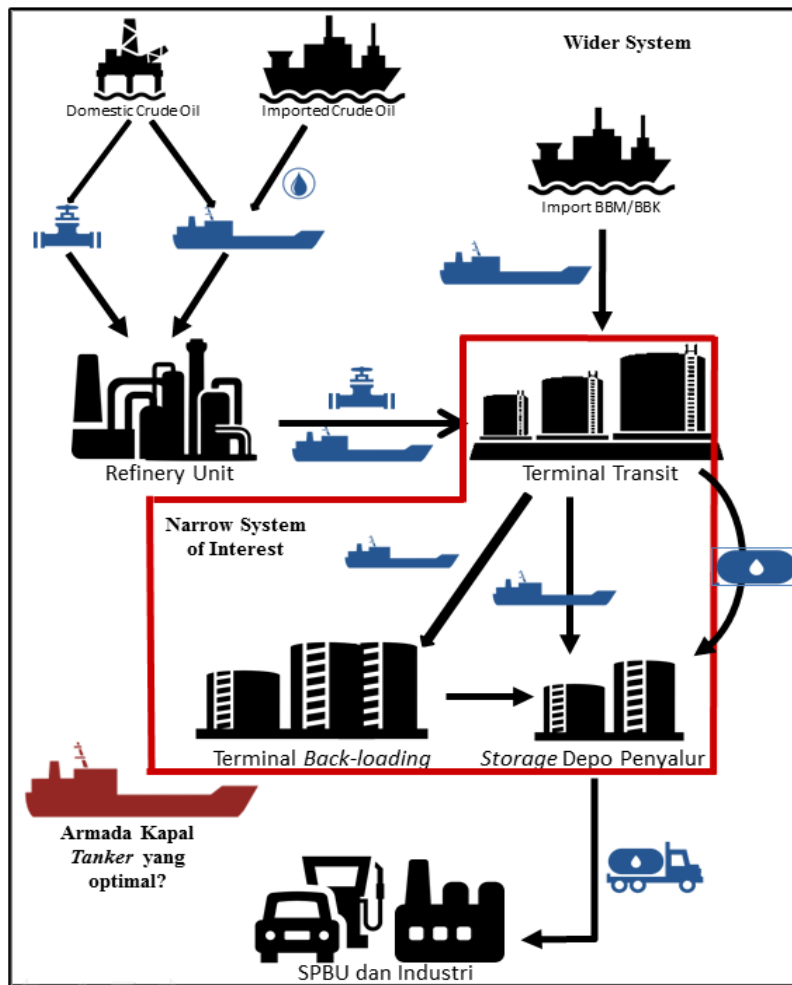 Wider System
Domestic Crude Oil
Imported Crude Oil
Import BBM/BBK
Refinery Unit
Terminal Transit
Narrow System
of Interest
Terminal Back-loading
Storage Depo Penyalur
Armada Kapal
Tanker yang
optimal?
SPBU dan Industri